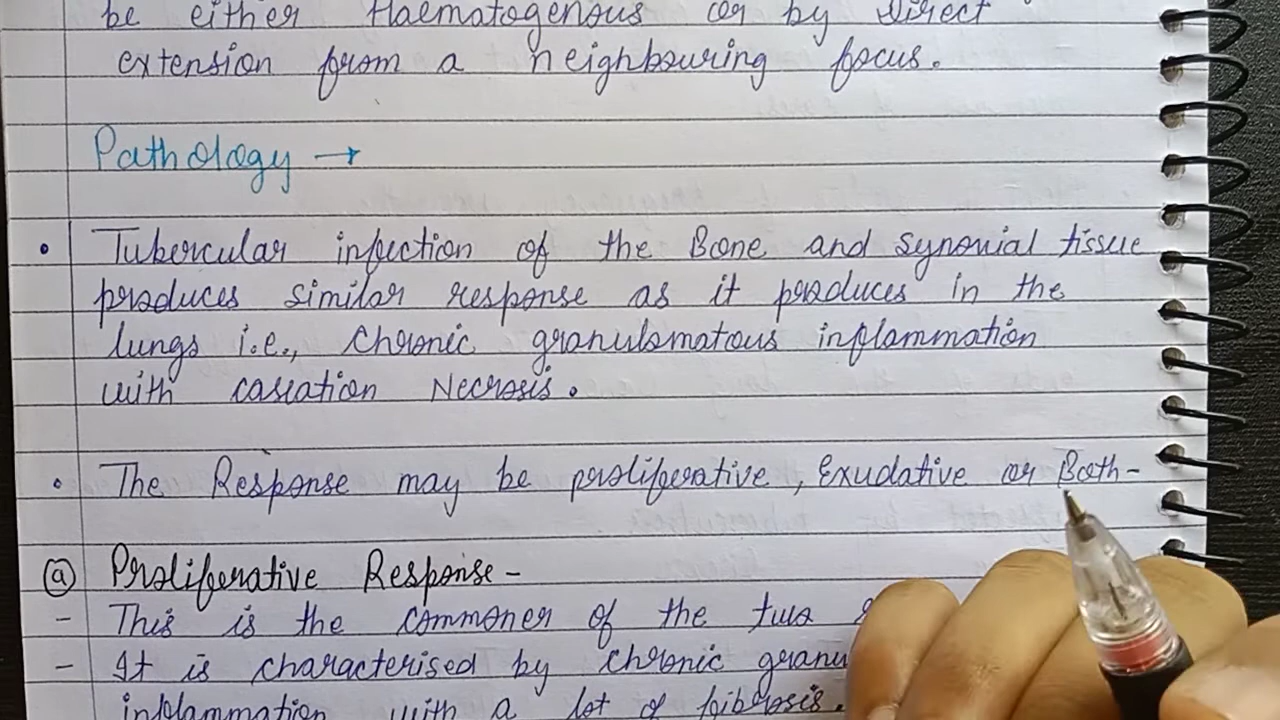 be either Haematogenous or by Direct
extension from a neighbouring focus.
Pathology →
• Tubercular infection of the Bone and synovial tissue
produces similar response as it produces in the
lungs i.e., chronic granulomatous inflammation
with caseation Necrosis.
• The Response may be proliferative, Exudative or Both-
ⓐ Proliferative Response -
- This is the commoner of the two
- It is characterised by chronic granu
inflammation with a lot of fibrosis.